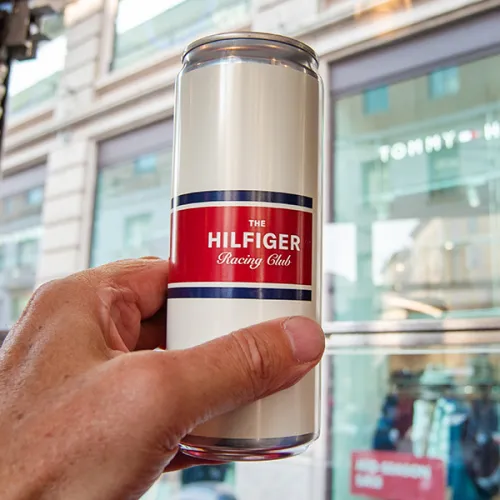 THE
HILFIGER
Racing Club
TOMMY H